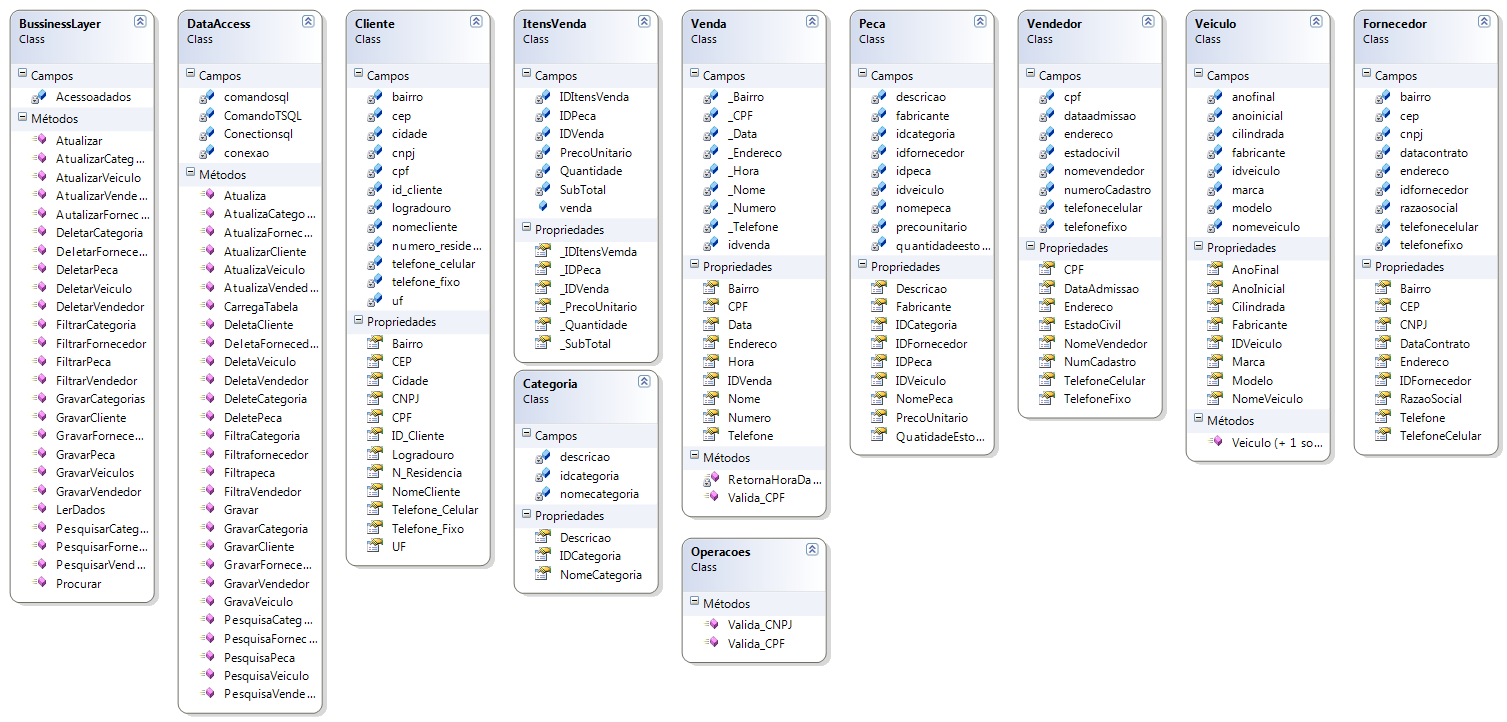 BussinessLayer
Class
Campos
Acessoadados
Métodos
Atualizar
AtualizarCateg...
AtualizarVeiculo
AtualizarVende...
AutalizarFornec...
DeletarCategoria
DeletarFornece...
DeletarPeca
DeletarVeiculo
DeletarVendedor
FiltrarCategoria
FiltrarFornecedor
FiltrarPeca
FiltrarVendedor
GravarCategorias
GravarCliente
GravarFornece...
GravarPeca
GravarVeiculos
GravarVendedor
LerDados
PesquisarCateg...
PesquisarForne...
PesquisarVend...
Procurar
DataAccess
Class
Campos
comandosql
ComandoTSQL
Conectionsql
conexao
Métodos
Atualiza
AtualizaCatego...
AtualizaFornec...
AtualizarCliente
AtualizaVeiculo
AtualizaVended...
CarregaTabela
DeletaCliente
DeletaForneced...
DeletaVeiculo
DeletaVendedor
DeleteCategoria
DeletePeca
FiltraCategoria
Filtrafornecedor
Filtrapeca
FiltraVendedor
Gravar
GravarCategoria
GravarCliente
GravarFornece...
GravarVendedor
GravaVeiculo
PesquisaCateg...
PesquisaFornec...
PesquisaPeca
PesquisaVeiculo
PesquisaVende...
Cliente
Class
Campos
bairro
cep
cidade
cnpj
cpf
id_cliente
logradouro
nomecliente
numero_reside...
telefone_celular
telefone_fixo
uf
Propriedades
Bairro
CEP
Cidade
CNPJ
CPF
ID_Cliente
Logradouro
N_Residencia
NomeCliente
Telefone_Celular
Telefone_Fixo
UF
ItensVenda
Class
Campos
IDItensVenda
IDPeca
IDVenda
PrecoUnitario
Quantidade
SubTotal
venda
Propriedades
_IDItensVemda
_IDPeca
_IDVenda
_PrecoUnitario
_Quantidade
_SubTotal
Categoria
Class
Campos
descricao
idcategoria
nomecategoria
Propriedades
Descricao
IDCategoria
NomeCategoria
Venda
Class
Campos
_Bairro
_CPF
_Data
_Endereco
_Hora
_Nome
_Numero
_Telefone
idvenda
Propriedades
Bairro
CPF
Data
Endereco
Hora
IDVenda
Nome
Numero
Telefone
Métodos
RetornaHoraDa...
Valida_CPF
Operacoes
Class
Métodos
Valida_CNPJ
Valida_CPF
Peca
Class
Campos
descricao
fabricante
idcategoria
idfornecedor
idpeca
idveiculo
nomepeca
precounitario
quantidadeesto...
Propriedades
Descricao
Fabricante
IDCategoria
IDFornecedor
IDPeca
IDVeiculo
NomePeca
PrecoUnitario
QuatidadeEsto...
Vendedor
Class
Campos
cpf
dataadmissao
endereco
estadocivil
nomevendedor
numeroCadastro
telefonecelular
telefonefixo
Propriedades
CPF
DataAdmissao
Endereco
EstadoCivil
NomeVendedor
NumCadastro
TelefoneCelular
TelefoneFixo
Veiculo
Class
Campos
anofinal
anoinicial
cilindrada
fabricante
idveiculo
marca
modelo
nomeveiculo
Propriedades
AnoFinal
AnoInicial
Cilindrada
Fabricante
IDVeiculo
Marca
Modelo
NomeVeiculo
Métodos
Veiculo (+ 1 so...
Fornecedor
Class
Campos
bairro
cep
cnpj
datacontrato
endereco
idfornecedor
razaosocial
telefonecelular
telefonefixo
Propriedades
Bairro
CEP
CNPJ
DataContrato
Endereco
IDFornecedor
RazaoSocial
Telefone
TelefoneCelular